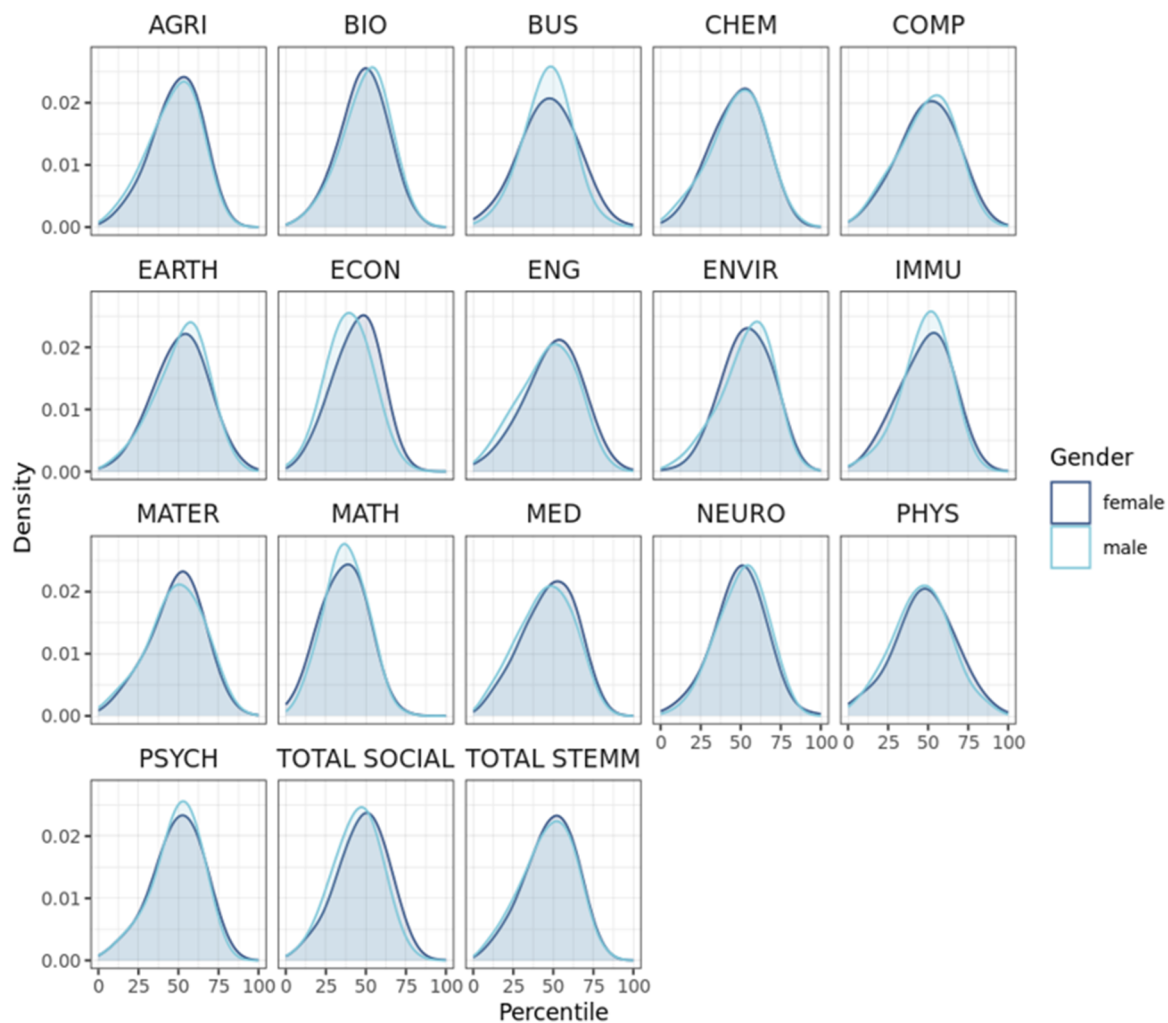 AGRI BIO BUS CHEM COMP
0.02
0.01
0.00
EARTH ECON ENG ENVIR IMMU
0.02
0.01
0.00
MATER MATH MED NEURO PHYS
0.02
0.01
0.00
0 25 50 75 100 0 25 50 75 100
PSYCH TOTAL SOCIAL TOTAL STEMM
0.02
0.01
0.00
0 25 50 75 100 0 25 50 75 100 0 25 50 75 100
Percentile
Density
Gender
female
male